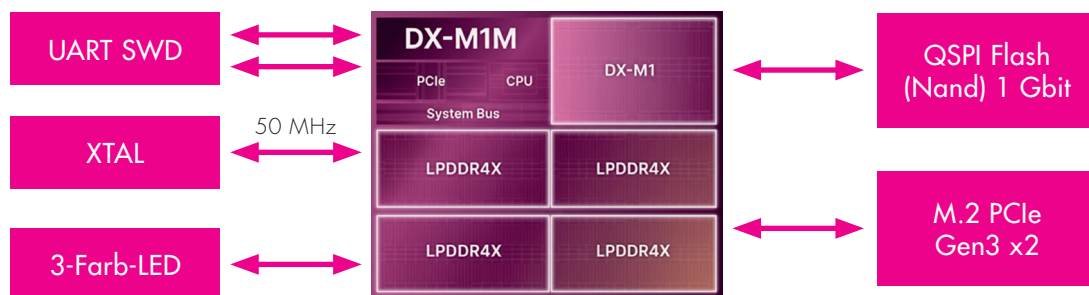 UART SWD
50 MHz
XTAL
3-Farb-LED
DX-M1M
PCIe CPU
System Bus
DX-M1
LPDDR4X LPDDR4X
LPDDR4X LPDDR4X
QSPI Flash
(Nand) 1 Gbit
M.2 PCIe
Gen3 x2